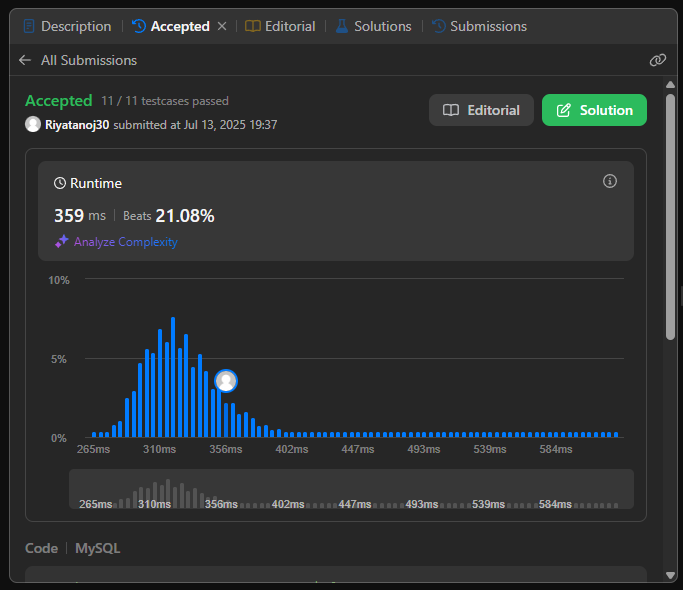 Description Accepted Editorial Solutions Submissions
All Submissions
Accepted 11 / 11 testcases passed
Riyatanoj30 submitted at Jul 13, 2025 19:37
Editorial Solution
Runtime
359 ms Beats 21.08%
Analyze Complexity
10%
5%
0%
265ms 310ms 356ms 402ms 447ms 493ms 539ms 584ms
265ms 310ms 356ms 402ms 447ms 493ms 539ms 584ms
Code MySQL